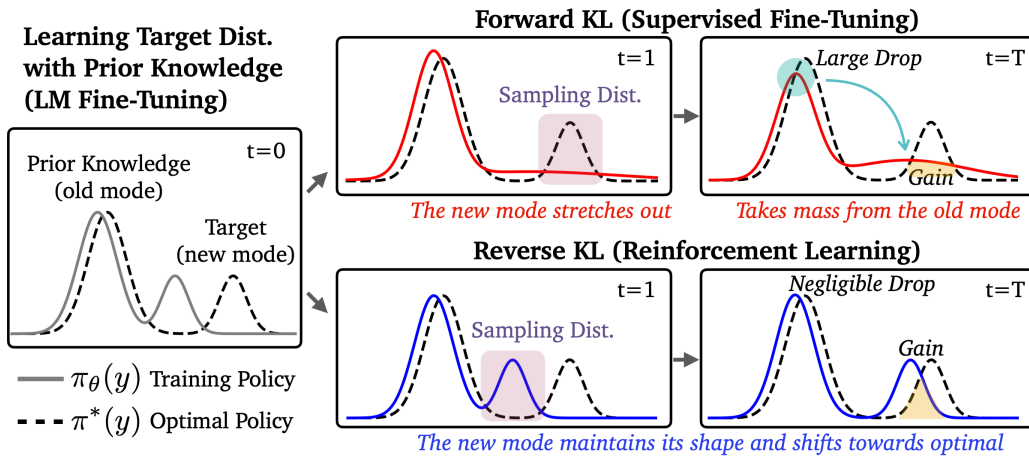 Learning Target Dist.
with Prior Knowledge
(LM Fine-Tuning)
t=0
Prior Knowledge
(old mode)
Target
(new mode)
π_θ(y) Training Policy
π*(y) Optimal Policy
Forward KL (Supervised Fine-Tuning)
t=1
Sampling Dist.
The new mode stretches out
Large Drop
t=T
Gain
Takes mass from the old mode
Reverse KL (Reinforcement Learning)
t=1
Sampling Dist.
Negligible Drop
t=T
Gain
The new mode maintains its shape and shifts towards optimal